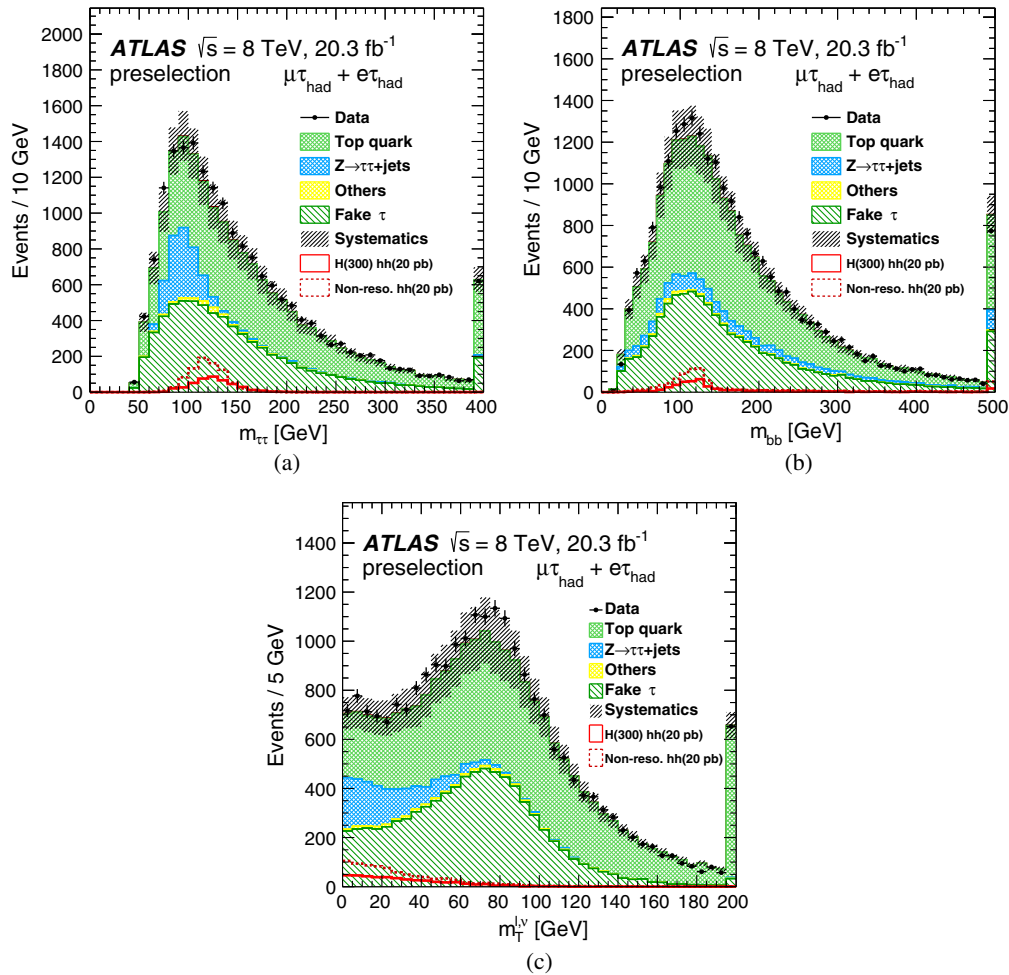 2000
1800
1600
1400
1200
1000
800
600
400
200
0
Events / 10 GeV
ATLAS √s = 8 TeV, 20.3 fb⁻¹
preselection μτhad + eτhad
Data
Top quark
Z→ττ+jets
Others
Fake τ
Systematics
H(300) hh(20 pb)
Non-reso. hh(20 pb)
0 50 100 150 200 250 300 350 400
mττ [GeV]
(a)
1800
1600
1400
1200
1000
800
600
400
200
0
Events / 10 GeV
ATLAS √s = 8 TeV, 20.3 fb⁻¹
preselection μτhad + eτhad
Data
Top quark
Z→ττ+jets
Others
Fake τ
Systematics
H(300) hh(20 pb)
Non-reso. hh(20 pb)
0 100 200 300 400 500
mbb [GeV]
(b)
1400
1200
1000
800
600
400
200
0
Events / 5 GeV
ATLAS √s = 8 TeV, 20.3 fb⁻¹
preselection μτhad + eτhad
Data
Top quark
Z→ττ+jets
Others
Fake τ
Systematics
H(300) hh(20 pb)
Non-reso. hh(20 pb)
0 20 40 60 80 100 120 140 160 180 200
mTl,ν [GeV]
(c)